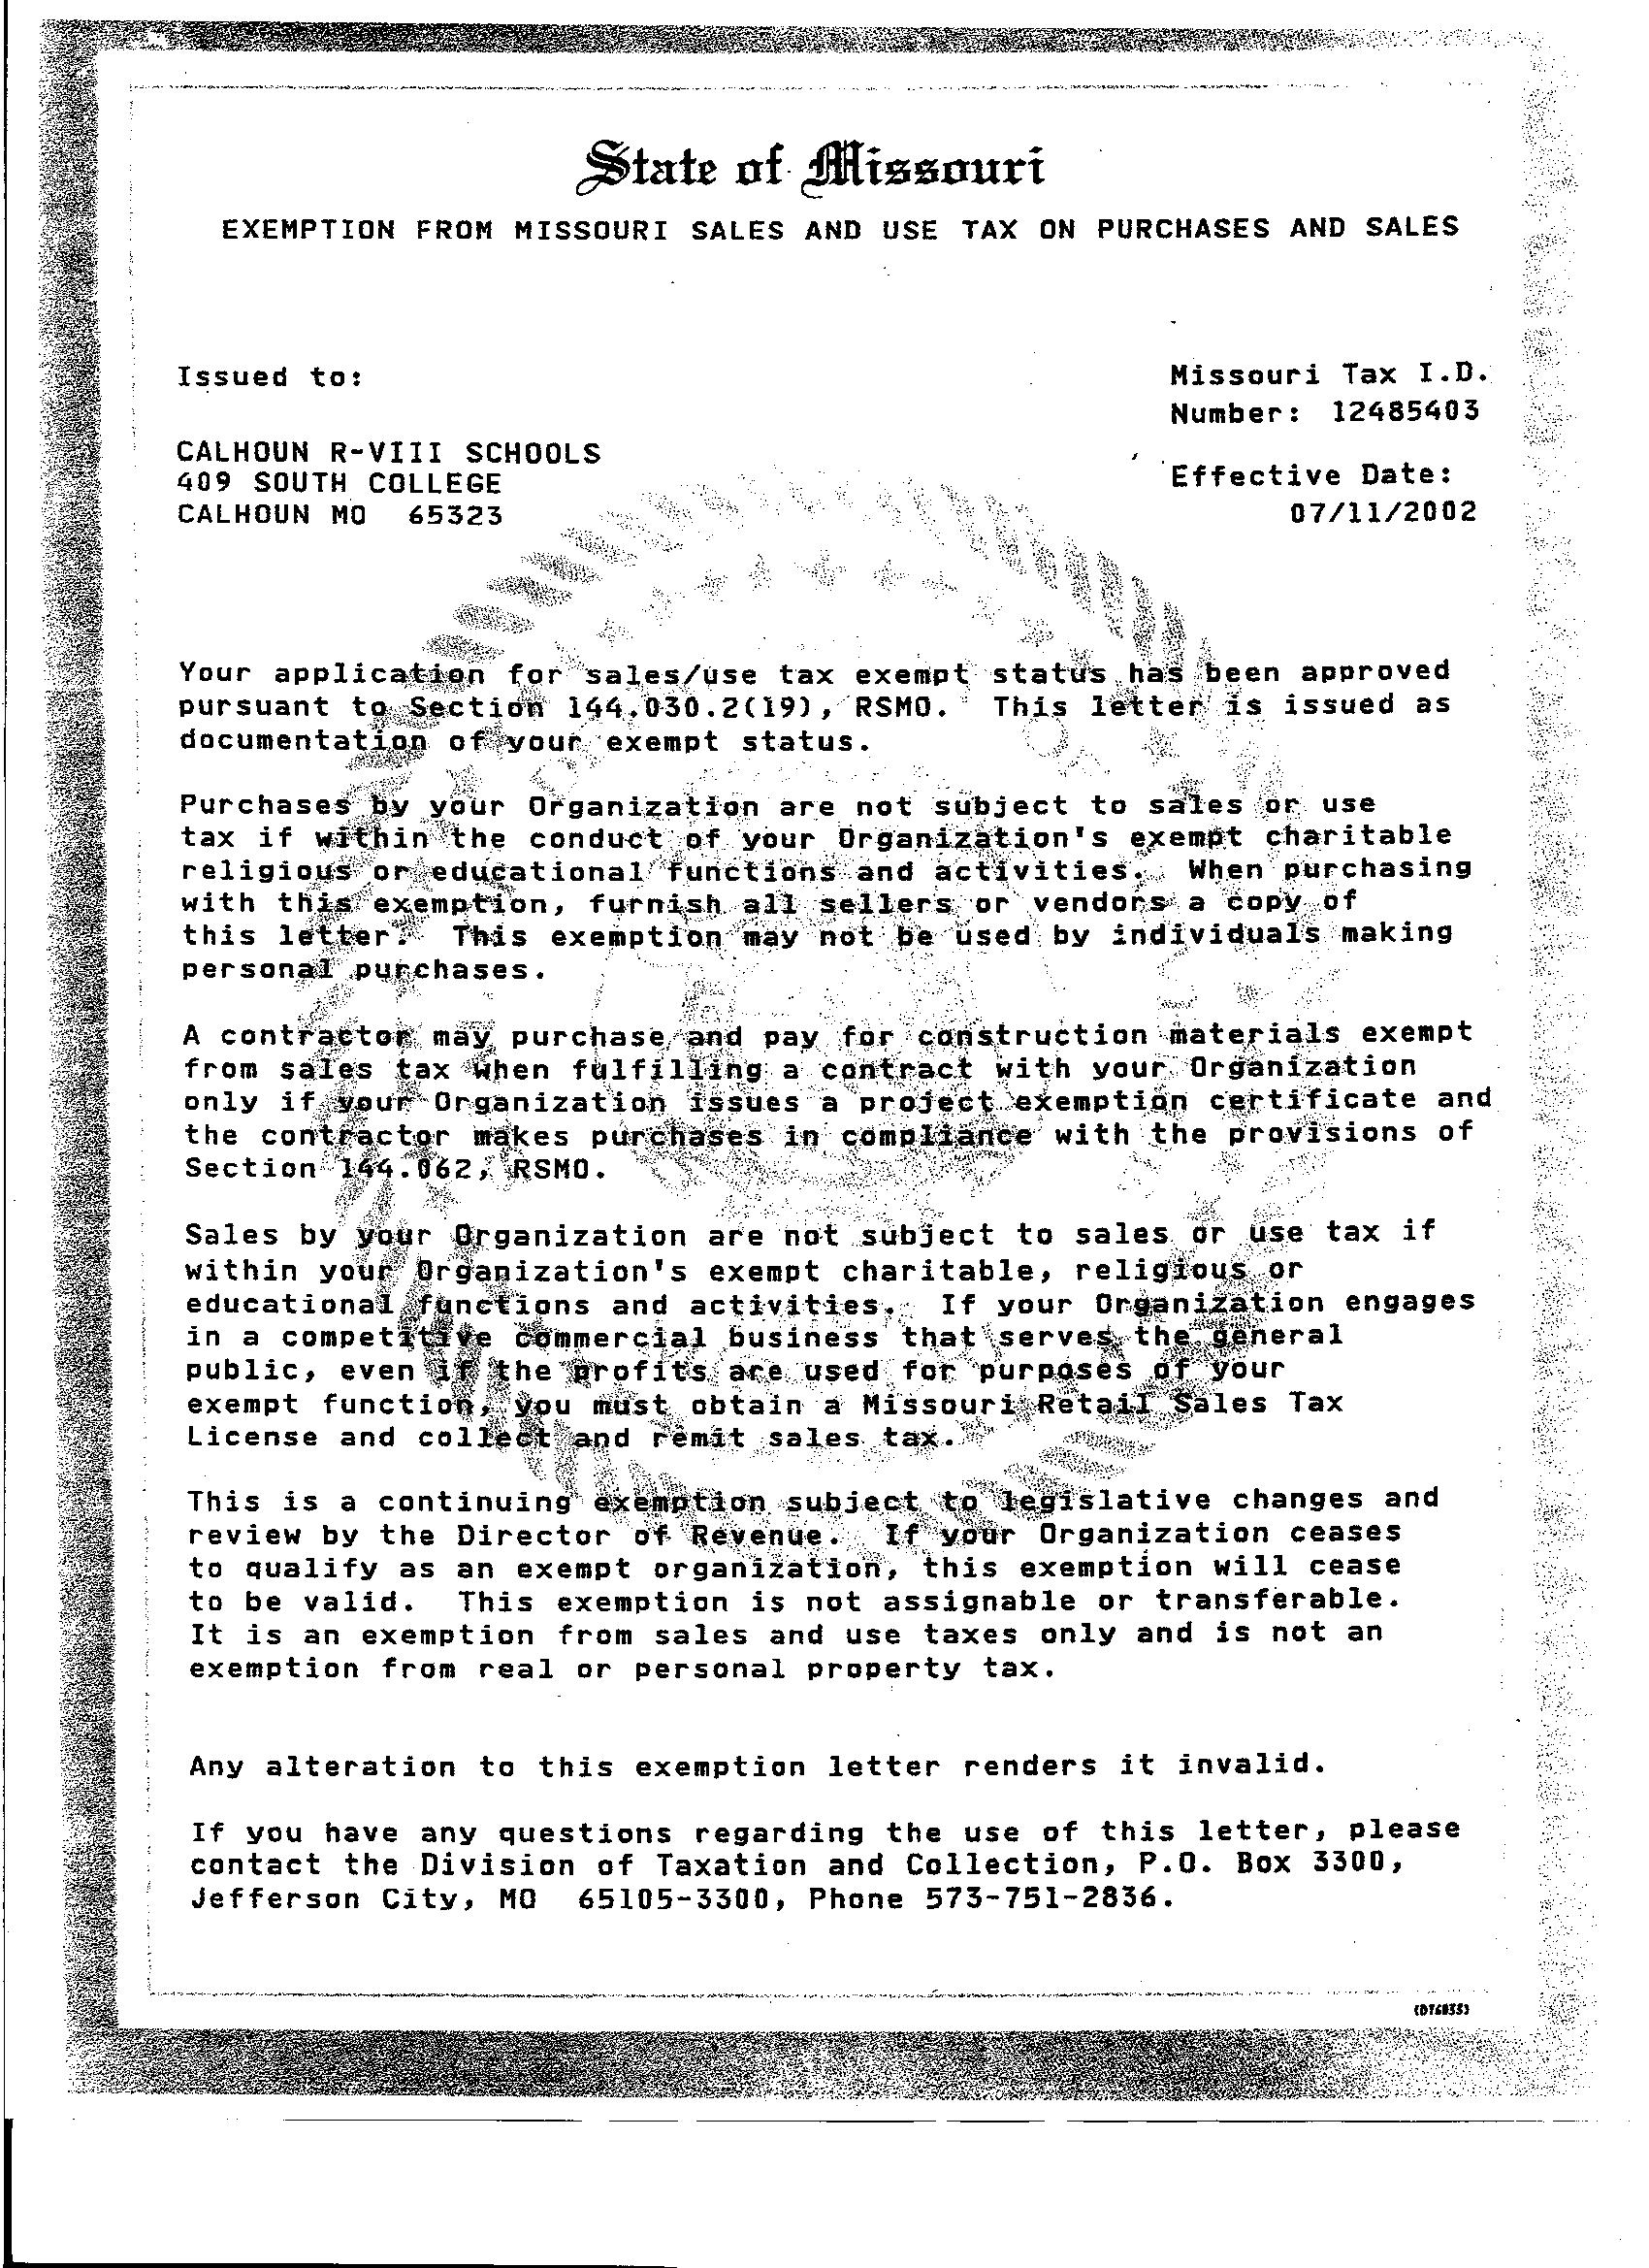 State of Missouri
EXEMPTION FROM MISSOURI SALES AND USE TAX ON PURCHASES AND SALES
Issued to:
Missouri Tax I.D.
Number: 12485403
CALHOUN R-VIII SCHOOLS
409 SOUTH COLLEGE
CALHOUN MO 65323
Effective Date:
07/11/2002
Your application for sales/use tax exempt status has been approved
pursuant to Section 144.030.2(19), RSMO. This letter is issued as
documentation of your exempt status.
Purchases by your Organization are not subject to sales or use
tax if within the conduct of your Organization's exempt charitable
religious or educational functions and activities. When purchasing
with this exemption, furnish all sellers or vendors a copy of
this letter. This exemption may not be used by individuals making
personal purchases.
A contractor may purchase and pay for construction materials exempt
from sales tax when fulfilling a contract with your Organization
only if your Organization issues a project exemption certificate and
the contractor makes purchases in compliance with the provisions of
Section 144.062, RSMO.
Sales by your Organization are not subject to sales or use tax if
within your Organization's exempt charitable, religious or
educational functions and activities. If your Organization engages
in a competitive commercial business that serves the general
public, even if the profits are used for purposes of your
exempt function, you must obtain a Missouri Retail Sales Tax
License and collect and remit sales tax.
This is a continuing exemption subject to legislative changes and
review by the Director of Revenue. If your Organization ceases
to qualify as an exempt organization, this exemption will cease
to be valid. This exemption is not assignable or transferable.
It is an exemption from sales and use taxes only and is not an
exemption from real or personal property tax.
Any alteration to this exemption letter renders it invalid.
If you have any questions regarding the use of this letter, please
contact the Division of Taxation and Collection, P.O. Box 3300,
Jefferson City, MO 65105-3300, Phone 573-751-2836.